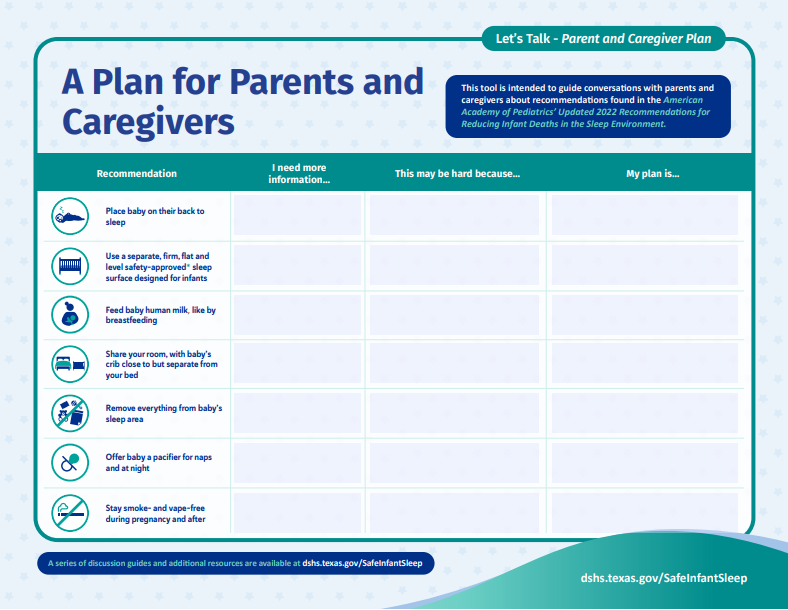 Let's Talk - Parent and Caregiver Plan
A Plan for Parents and
Caregivers
This tool is intended to guide conversations with parents and
caregivers about recommendations found in the American
Academy of Pediatrics' Updated 2022 Recommendations for
Reducing Infant Deaths in the Sleep Environment.
Recommendation
I need more
information...
This may be hard because...
My plan is...
Place baby on their back to
sleep
Use a separate, firm, flat and
level safety-approved* sleep
surface designed for infants
Feed baby human milk, like by
breastfeeding
Share your room, with baby's
crib close to but separate from
your bed
Remove everything from baby's
sleep area
Offer baby a pacifier for naps
and at night
Stay smoke- and vape-free
during pregnancy and after
A series of discussion guides and additional resources are available at dshs.texas.gov/SafeInfantSleep
dshs.texas.gov/SafeInfantSleep